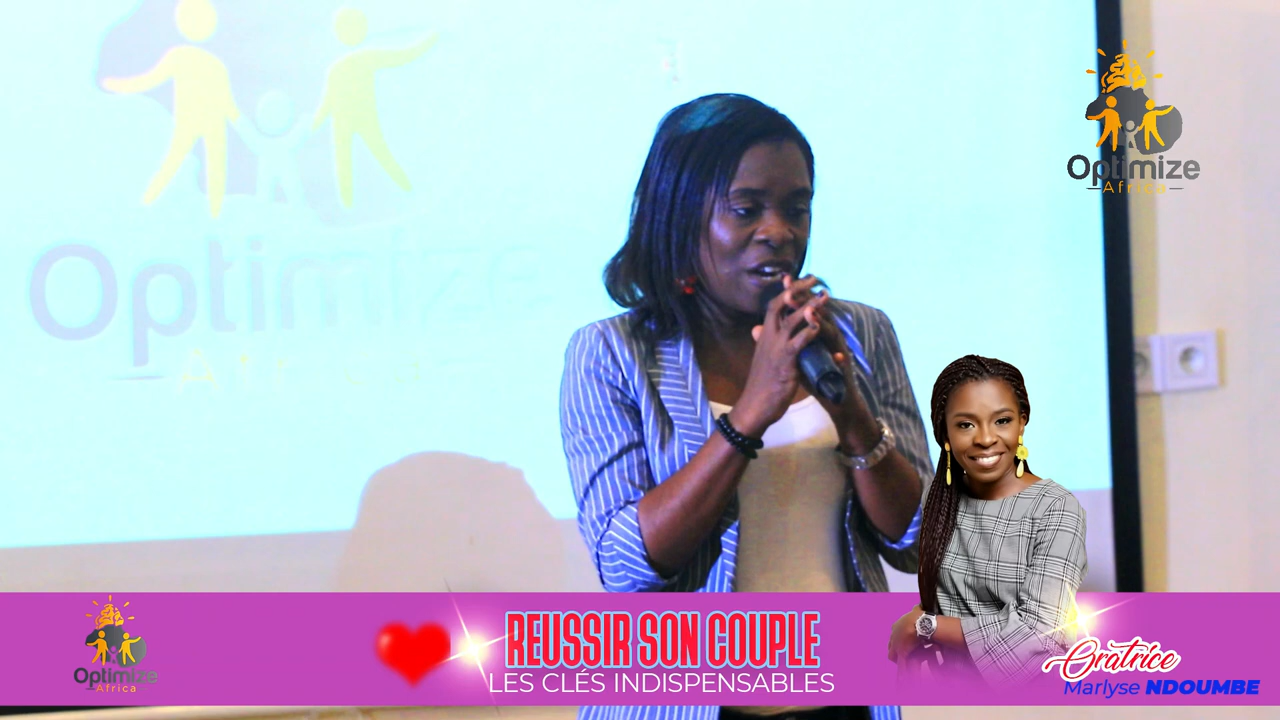 Optimize
Africa
Optimize
Africa
REUSSIR SON COUPLE
LES CLÉS INDISPENSABLES
Optimize
Africa
Oratrice
Marlyse NDOUMBE